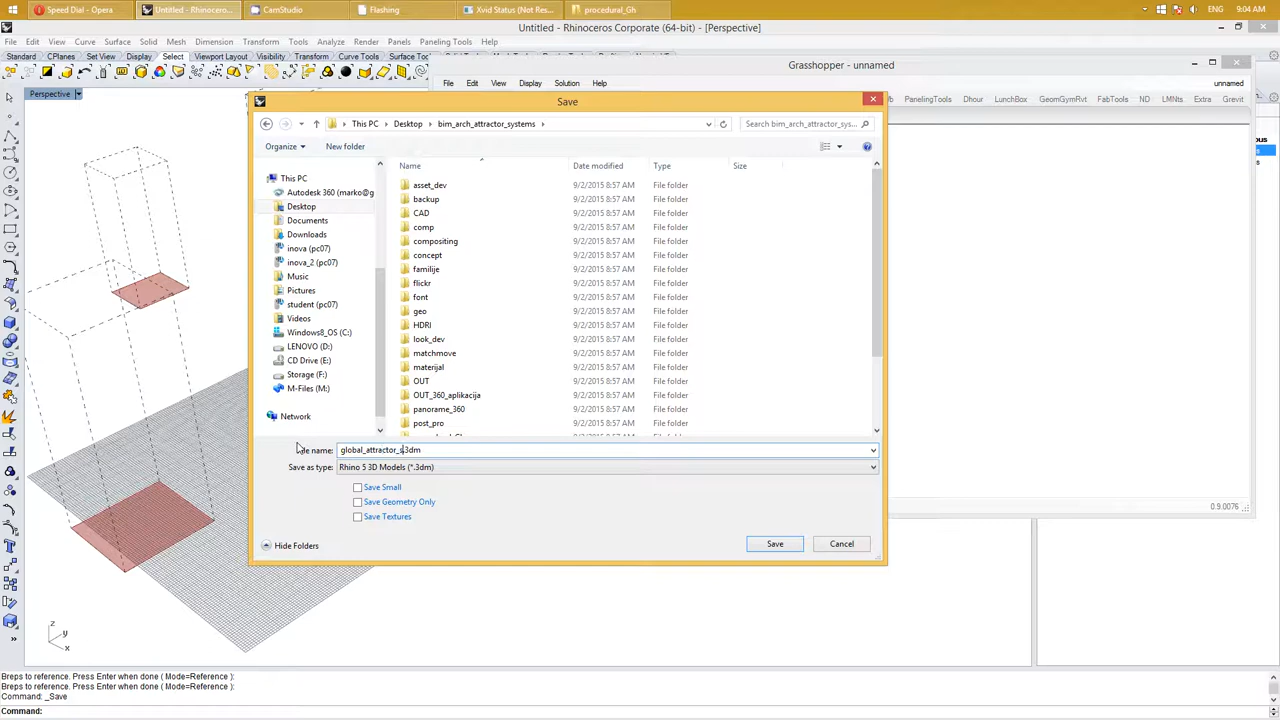 Speed Dial - Opera
Untitled - Rhinoceros...
CamStudio
Flashing
Xvid Status (Not Res...
procedural_Gh
ENG
9:04 AM
Untitled - Rhinoceros Corporate (64-bit) - [Perspective]
File Edit View Curve Surface Solid Mesh Dimension Transform Tools Analyze Render Panels Paneling Tools Help
Standard CPlanes Set View Display Select Viewport Layout Visibility Transform Curve Tools Surface Too
Grasshopper - unnamed
File Edit View Display Solution Help
unnamed
PanelingTools Dhour LunchBox GeomGymRvt FabTools ND LMNts Extra Grevit
Perspective
Save
This PC Desktop bim_arch_attractor_systems
Search bim_arch_attractor_sys...
Organize New folder
Name Date modified Type Size
This PC
Autodesk 360 (marko@g
Desktop
Documents
Downloads
inova (pc07)
inova_2 (pc07)
Music
Pictures
student (pc07)
Videos
Windows8_OS (C:)
LENOVO (D:)
CD Drive (E:)
Storage (F:)
M-Files (M:)
Network
asset_dev 9/2/2015 8:57 AM File folder
backup 9/2/2015 8:57 AM File folder
CAD 9/2/2015 8:57 AM File folder
comp 9/2/2015 8:57 AM File folder
compositing 9/2/2015 8:57 AM File folder
concept 9/2/2015 8:57 AM File folder
familije 9/2/2015 8:57 AM File folder
flickr 9/2/2015 8:57 AM File folder
font 9/2/2015 8:57 AM File folder
geo 9/2/2015 8:57 AM File folder
HDRI 9/2/2015 8:57 AM File folder
look_dev 9/2/2015 8:57 AM File folder
matchmove 9/2/2015 8:57 AM File folder
materijal 9/2/2015 8:57 AM File folder
OUT 9/2/2015 8:57 AM File folder
OUT_360_aplikacija 9/2/2015 8:57 AM File folder
panorame_360 9/2/2015 8:57 AM File folder
post_pro 9/2/2015 8:57 AM File folder
name: global_attractor_s.3dm
Save as type: Rhino 5 3D Models (*.3dm)
Save Small
Save Geometry Only
Save Textures
Hide Folders
Save
Cancel
0.9.0076
z
y
x
Breps to reference. Press Enter when done ( Mode=Reference ):
Breps to reference. Press Enter when done ( Mode=Reference ):
Command: _Save
Command: